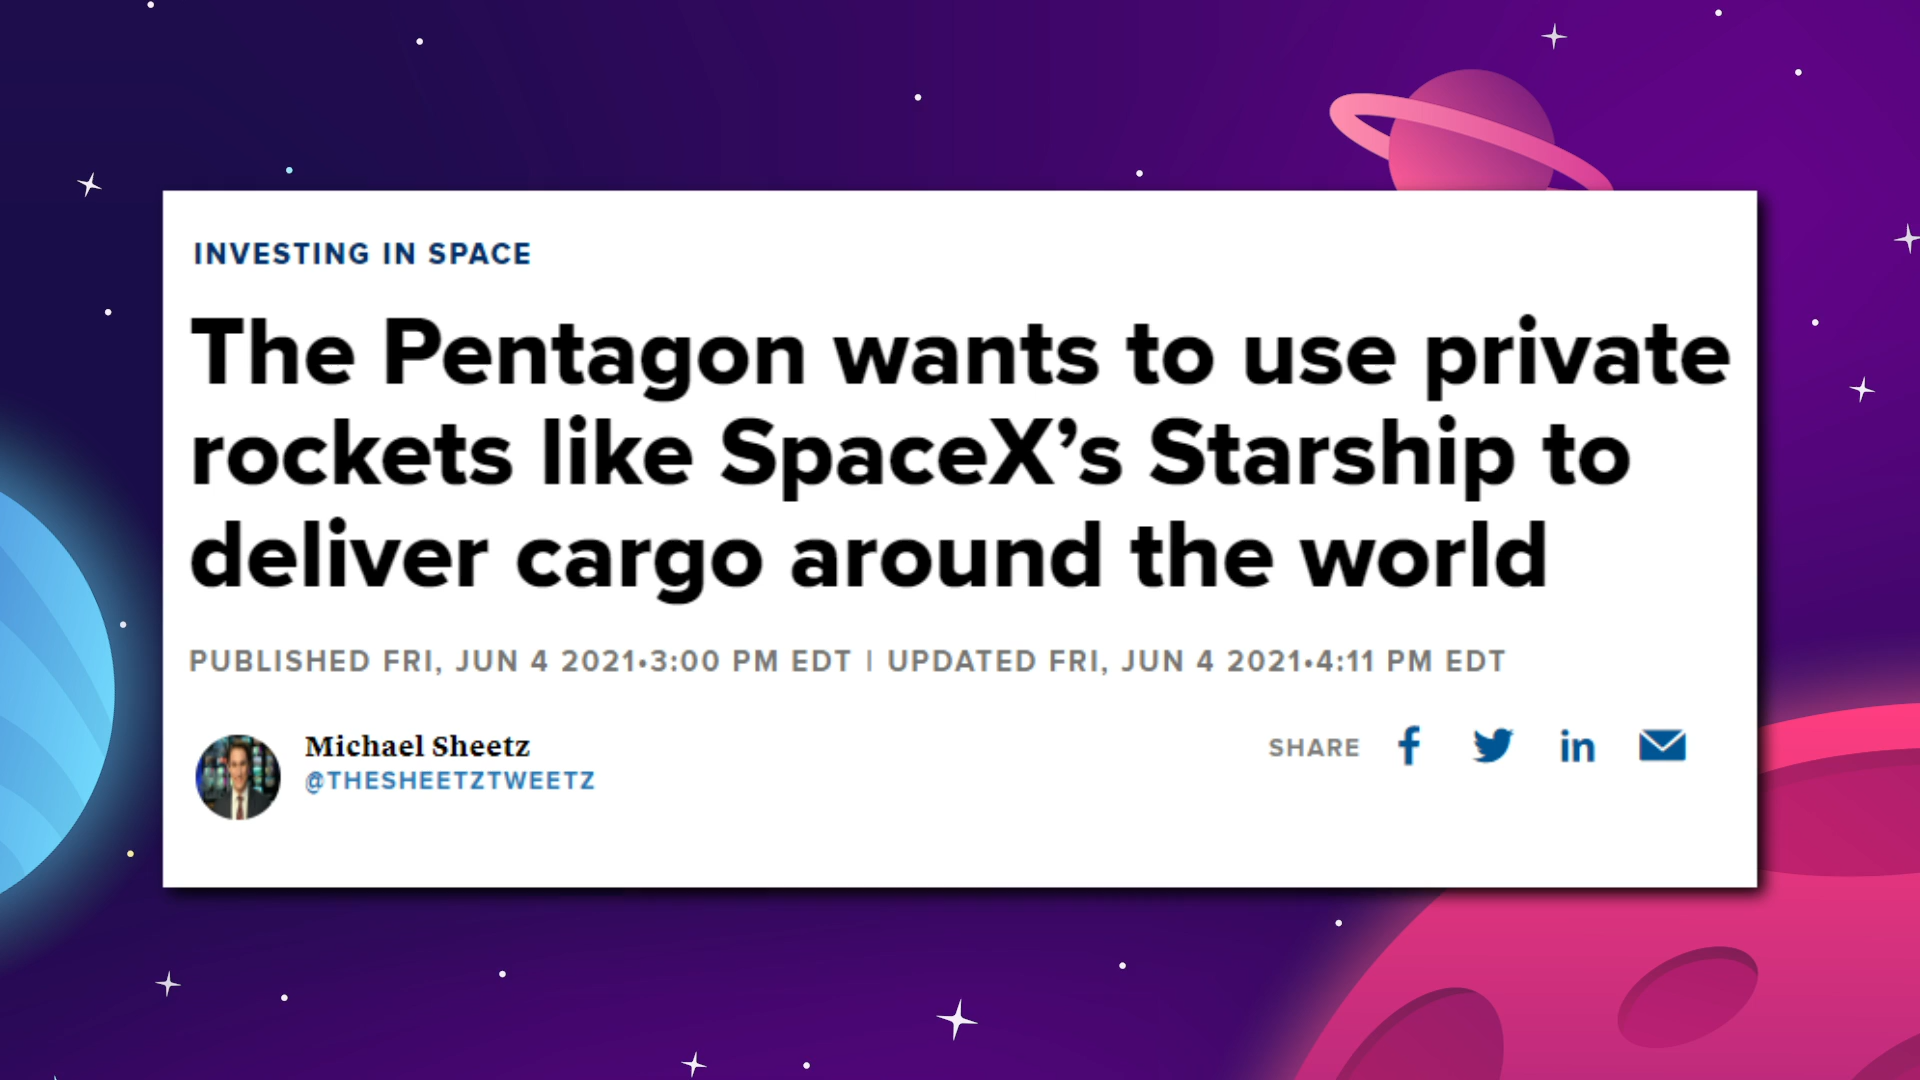 INVESTING IN SPACE
The Pentagon wants to use private
rockets like SpaceX’s Starship to
deliver cargo around the world
PUBLISHED FRI, JUN 4 2021•3:00 PM EDT | UPDATED FRI, JUN 4 2021•4:11 PM EDT
Michael Sheetz
@THESHEETZTWEETZ
SHARE